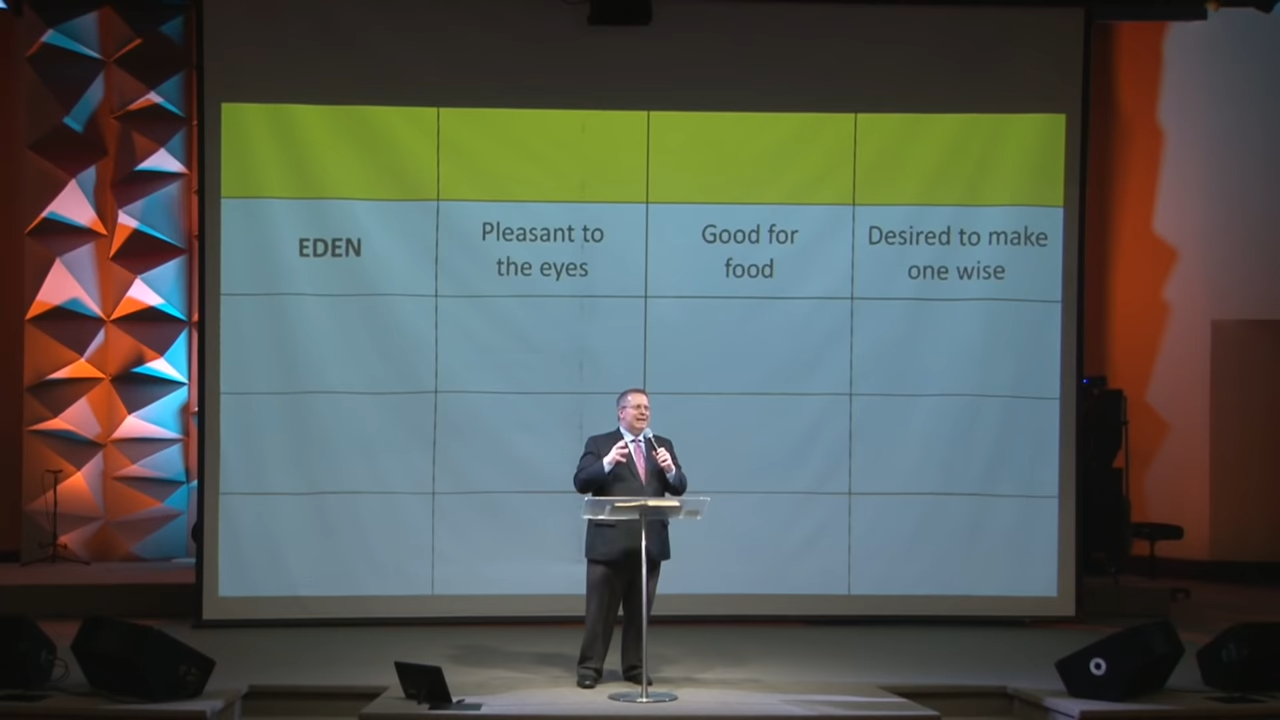 EDEN
Pleasant to
the eyes
Good for
food
Desired to make
one wise